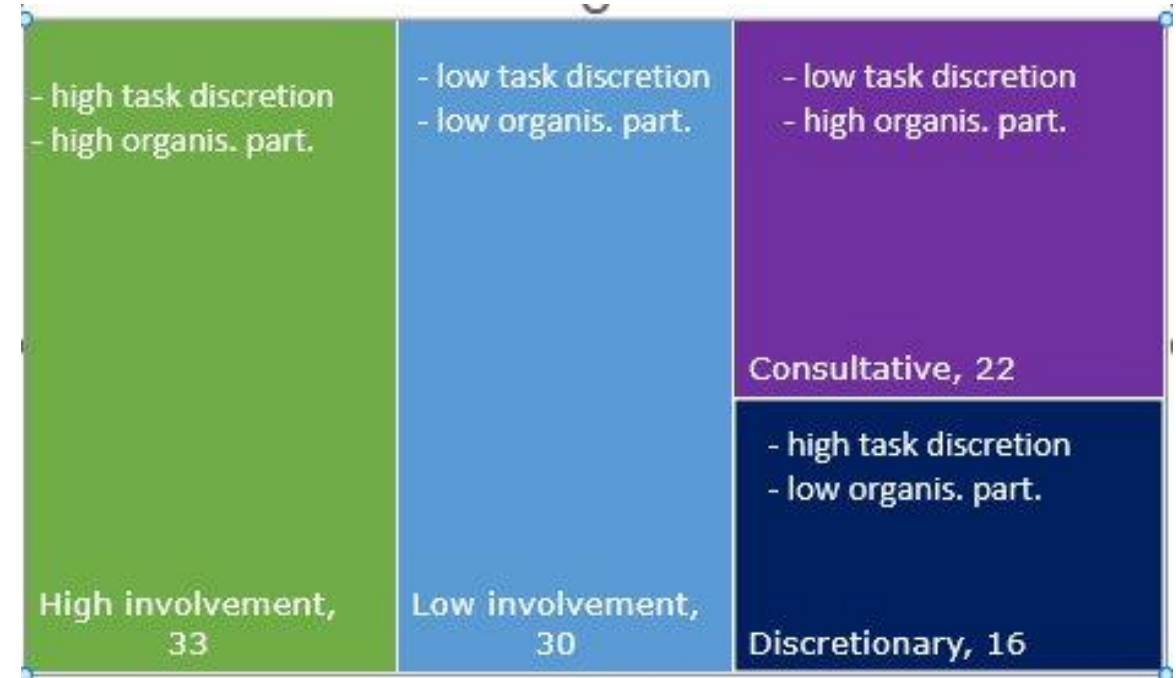 - high task discretion
- high organis. part.
High involvement,
33
- low task discretion
- low organis. part.
Low involvement,
30
- low task discretion
- high organis. part.
Consultative, 22
- high task discretion
- low organis. part.
Discretionary, 16